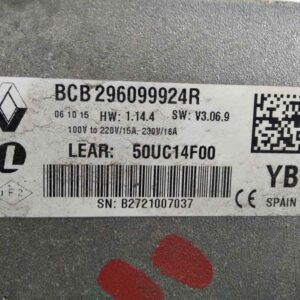 BCB 296099924R
06 10 15 HW: 1.14.4 SW: V3.06.9
100V to 220V/15A, 230V/16A
LEAR: 50UC14F00
YB
SPAIN
SN: B2721007037